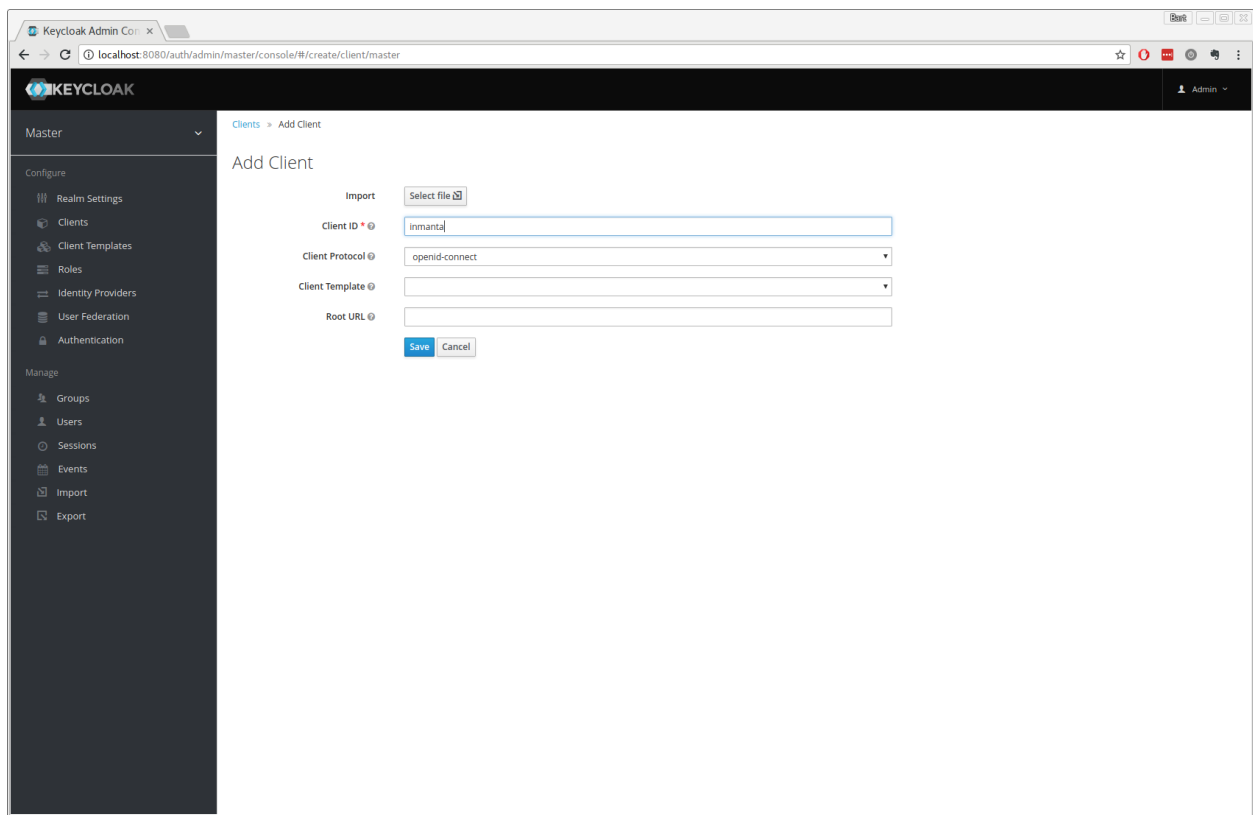 Bart
Keycloak Admin Con
localhost:8080/auth/admin/master/console/#/create/client/master
KEYCLOAK
Admin
Master
Clients » Add Client
Add Client
Configure
Realm Settings
Clients
Client Templates
Roles
Identity Providers
User Federation
Authentication
Manage
Groups
Users
Sessions
Events
Import
Export
Import Select file
Client ID * inmanta
Client Protocol openid-connect
Client Template
Root URL
Save Cancel